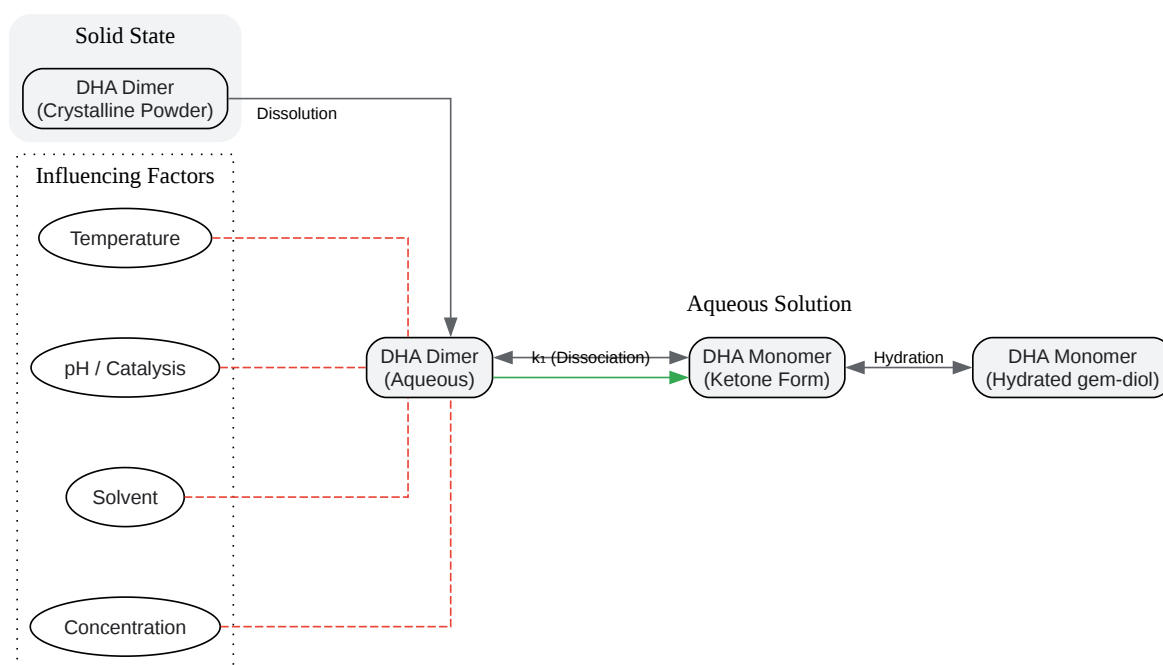 Solid State
DHA Dimer
(Crystalline Powder)
Dissolution
Influencing Factors
Temperature
pH / Catalysis
Solvent
Concentration
DHA Dimer
(Aqueous)
k₁ (Dissociation)
Aqueous Solution
DHA Monomer
(Ketone Form)
Hydration
DHA Monomer
(Hydrated gem-diol)